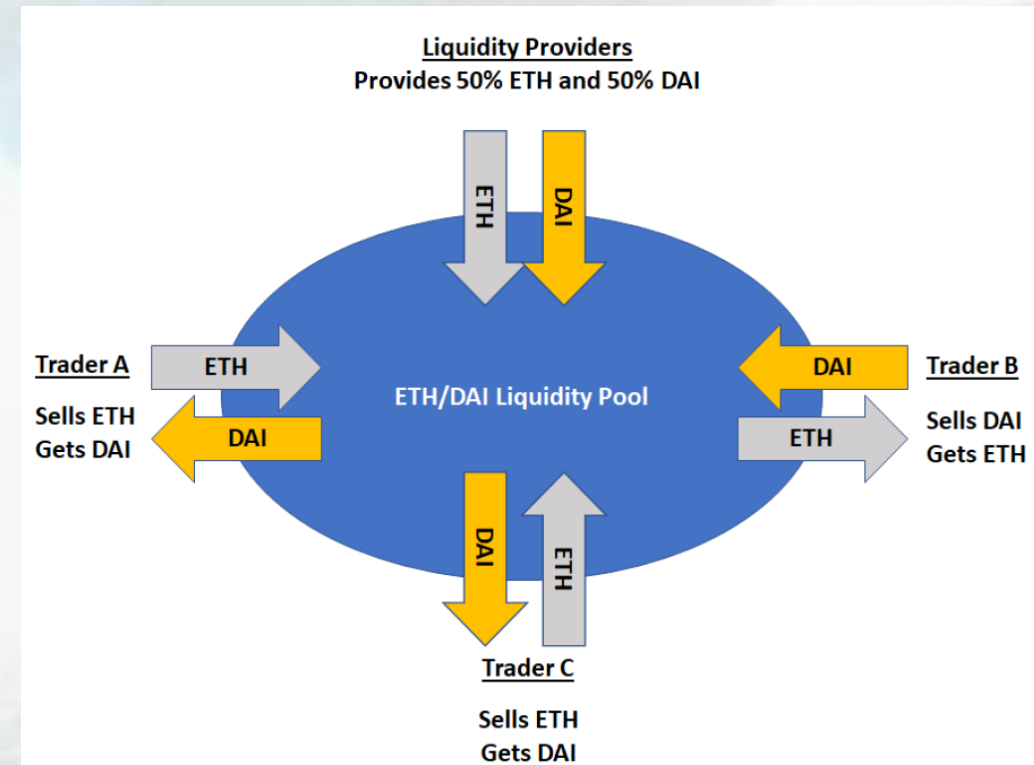 Liquidity Providers
Provides 50% ETH and 50% DAI
ETH
DAI
Trader A
ETH
Sells ETH
Gets DAI
DAI
ETH/DAI Liquidity Pool
DAI
Trader B
ETH
Sells DAI
Gets ETH
DAI
ETH
Trader C
Sells ETH
Gets DAI